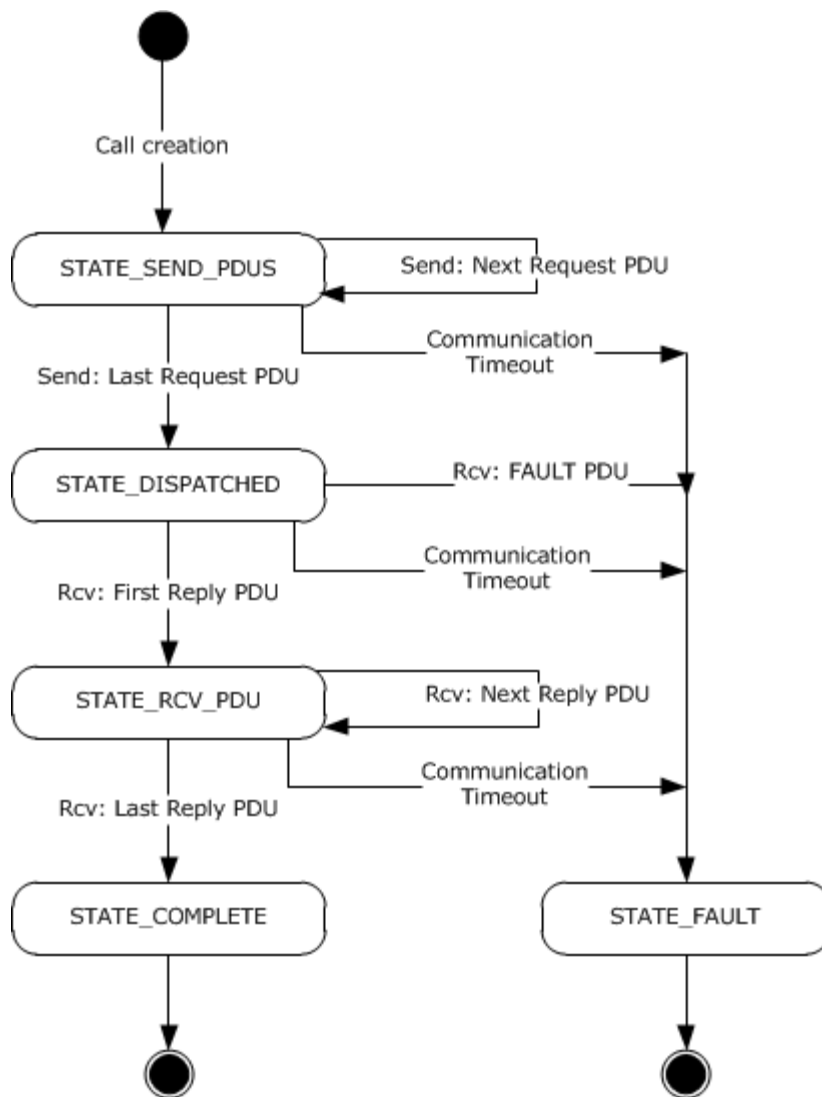 Call creation
STATE_SEND_PDUS
Send: Next Request PDU
Communication
Timeout
Send: Last Request PDU
STATE_DISPATCHED
Rcv: FAULT PDU
Communication
Timeout
Rcv: First Reply PDU
STATE_RCV_PDU
Rcv: Next Reply PDU
Communication
Timeout
Rcv: Last Reply PDU
STATE_COMPLETE
STATE_FAULT